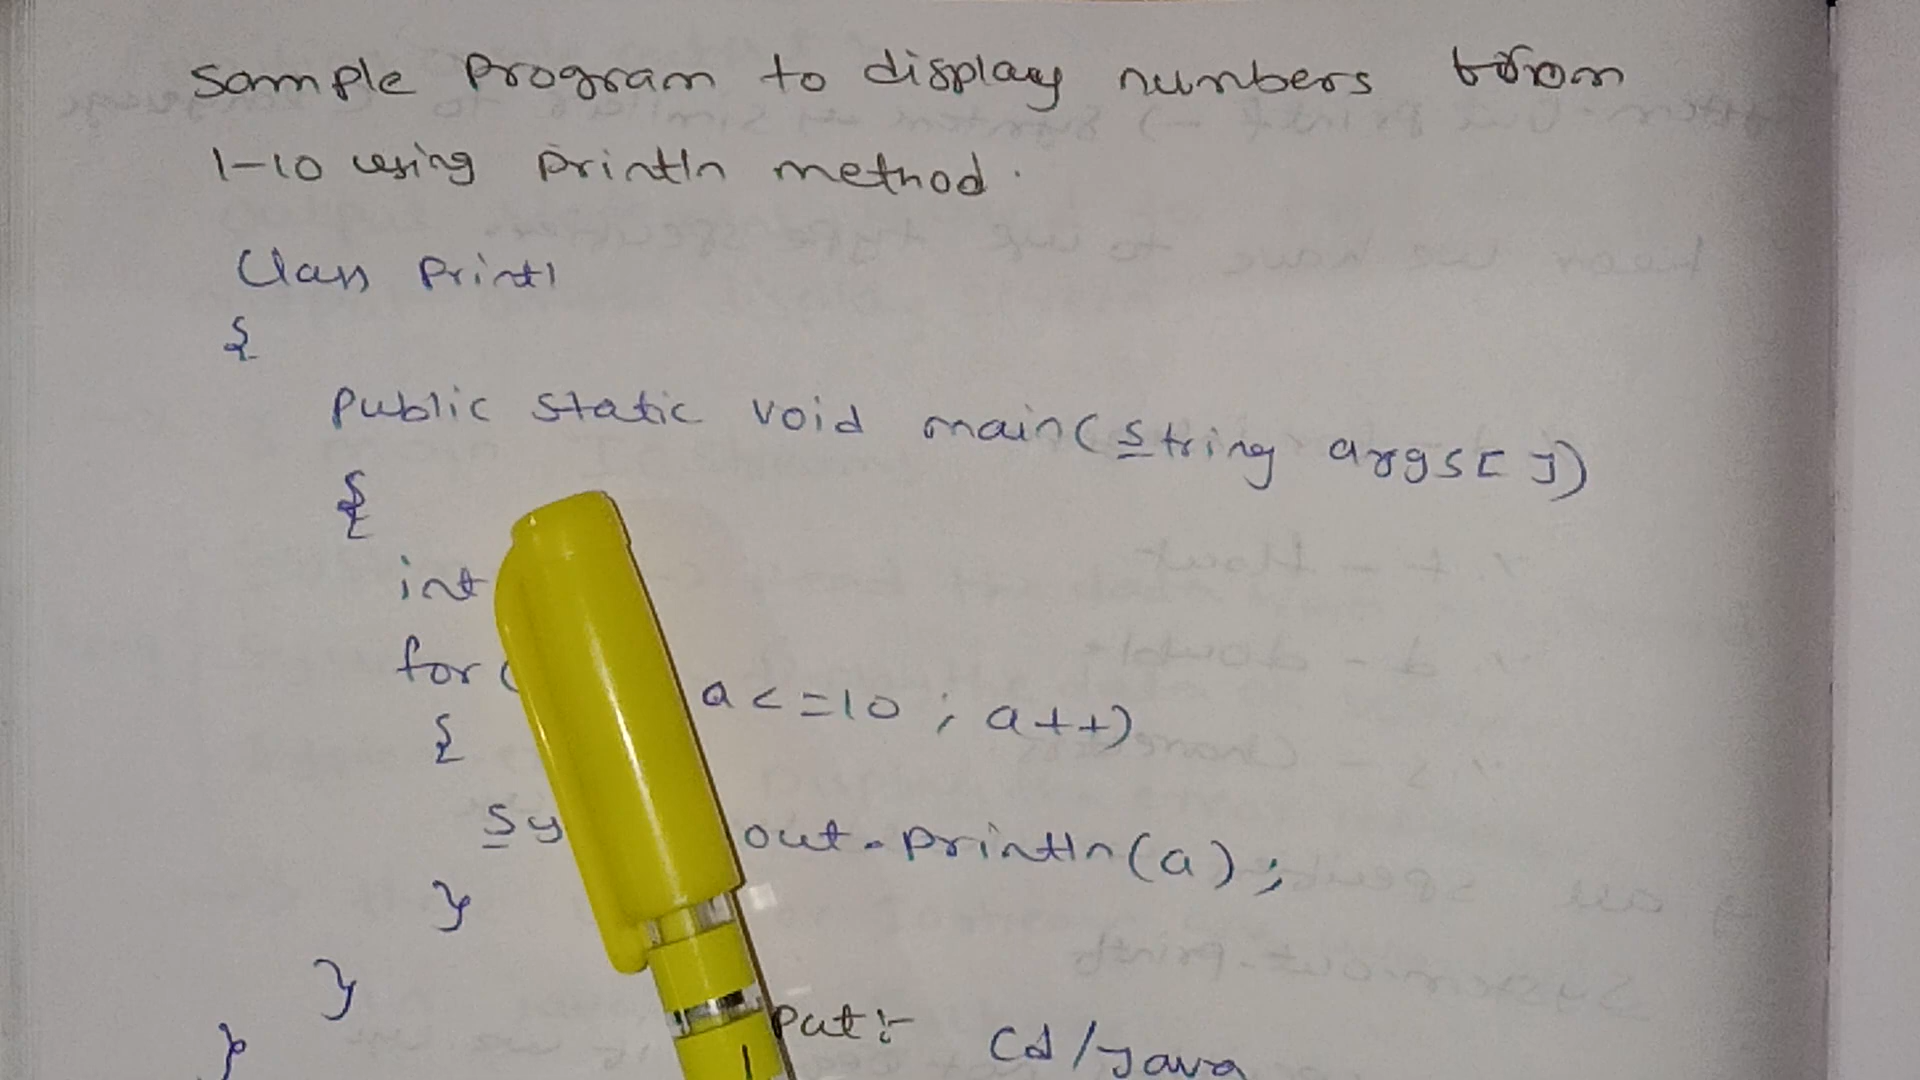 Sample Program to display numbers from
1-10 using println method.
Class Print1
{
public static void main(String args[ ])
{
int
for( a<=10 ; a++)
{
Sy out.println(a);
}
}
}
put:- cd/java